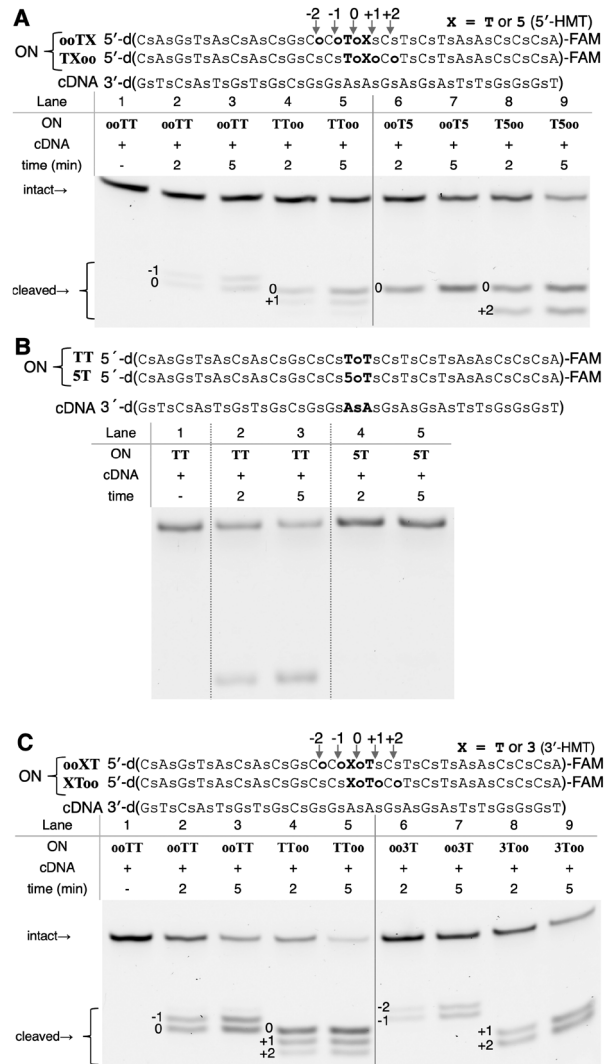 -2 -1 0 +1 +2
A X = T or 5 (5′-HMT)
ooTX 5′-d(CsAsGsTsAsCsAsCsGsCoCoToXsCsTsCsTsAsAsCsCsCsA)-FAM
ON
TXoo 5′-d(CsAsGsTsAsCsAsCsGsCsCsToXoCoTsCsTsAsAsCsCsCsA)-FAM
cDNA 3′-d(GsTsCsAsTsGsTsGsCsGsGsAsAsGsAsGsAsTsTsGsGsGsT)
Lane 1 2 3 4 5 6 7 8 9
ON ooTT ooTT ooTT TToo TToo ooT5 ooT5 T5oo T5oo
cDNA + + + + + + + + +
time (min) - 2 5 2 5 2 5 2 5
intact→
-1
cleaved→ 0 0 0 0
+1
+2
B
TT 5´-d(CsAsGsTsAsCsAsCsGsCsCsToTsCsTsCsTsAsAsCsCsCsA)-FAM
ON
5T 5´-d(CsAsGsTsAsCsAsCsGsCsCs5oTsCsTsCsTsAsAsCsCsCsA)-FAM
cDNA 3´-d(GsTsCsAsTsGsTsGsCsGsGsAsAsGsAsGsAsTsTsGsGsGsT)
Lane 1 2 3 4 5
ON TT TT TT 5T 5T
cDNA + + + + +
time - 2 5 2 5
-2 -1 0 +1 +2
C X = T or 3 (3′-HMT)
ooXT 5′-d(CsAsGsTsAsCsAsCsGsCoCoXoTsCsTsCsTsAsAsCsCsCsA)-FAM
ON
XToo 5′-d(CsAsGsTsAsCsAsCsGsCsCsXoToCoTsCsTsAsAsCsCsCsA)-FAM
cDNA 3′-d(GsTsCsAsTsGsTsGsCsGsGsAsAsGsAsGsAsTsTsGsGsGsT)
Lane 1 2 3 4 5 6 7 8 9
ON ooTT ooTT ooTT TToo TToo oo3T oo3T 3Too 3Too
cDNA + + + + + + + + +
time (min) - 2 5 2 5 2 5 2 5
intact→
-2
-1 -1
cleaved→ 0 0 +1
+1 +2
+2